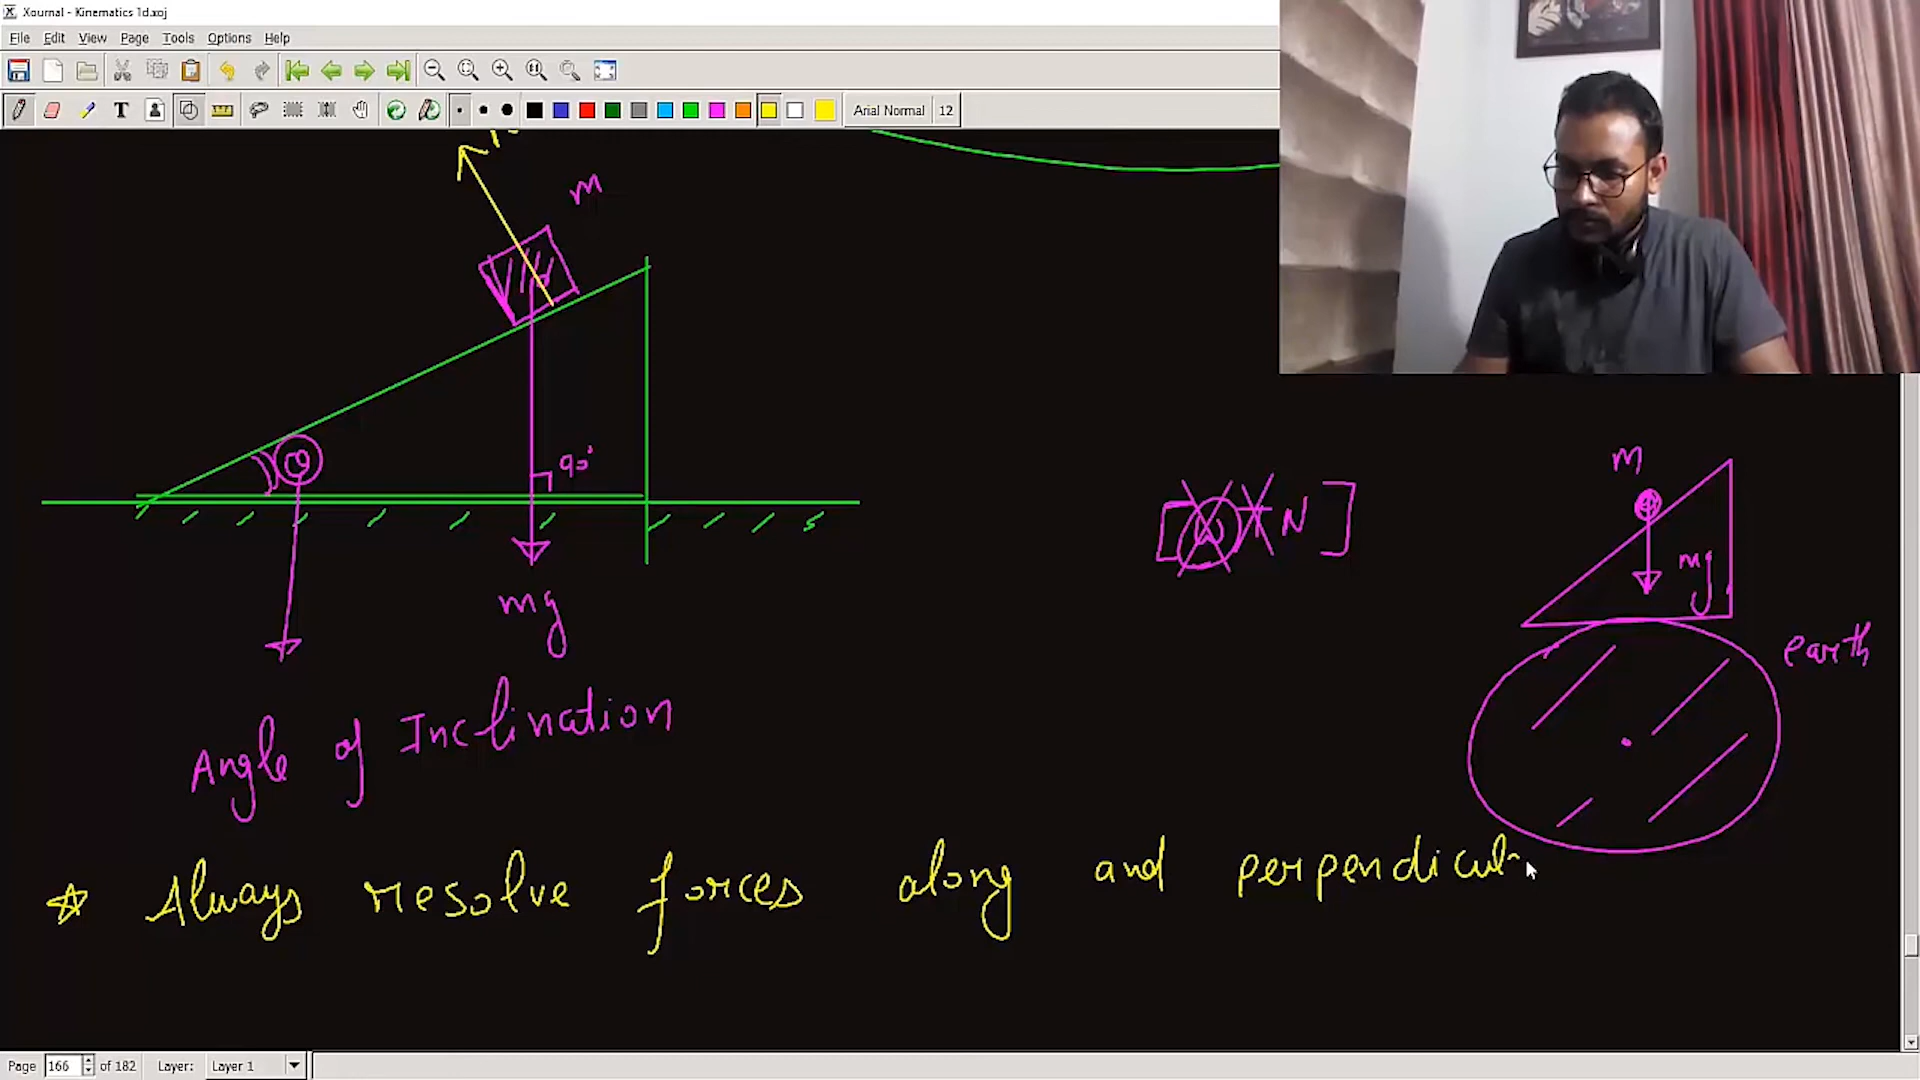 Xournal - Kinematics 1d.xoj
File Edit View Page Tools Options Help
Arial Normal 12
m
90°
mg
Angle of Inclination
N
m
mg
earth
Always resolve forces along and perpendicul
Page 166 of 182 Layer: Layer 1